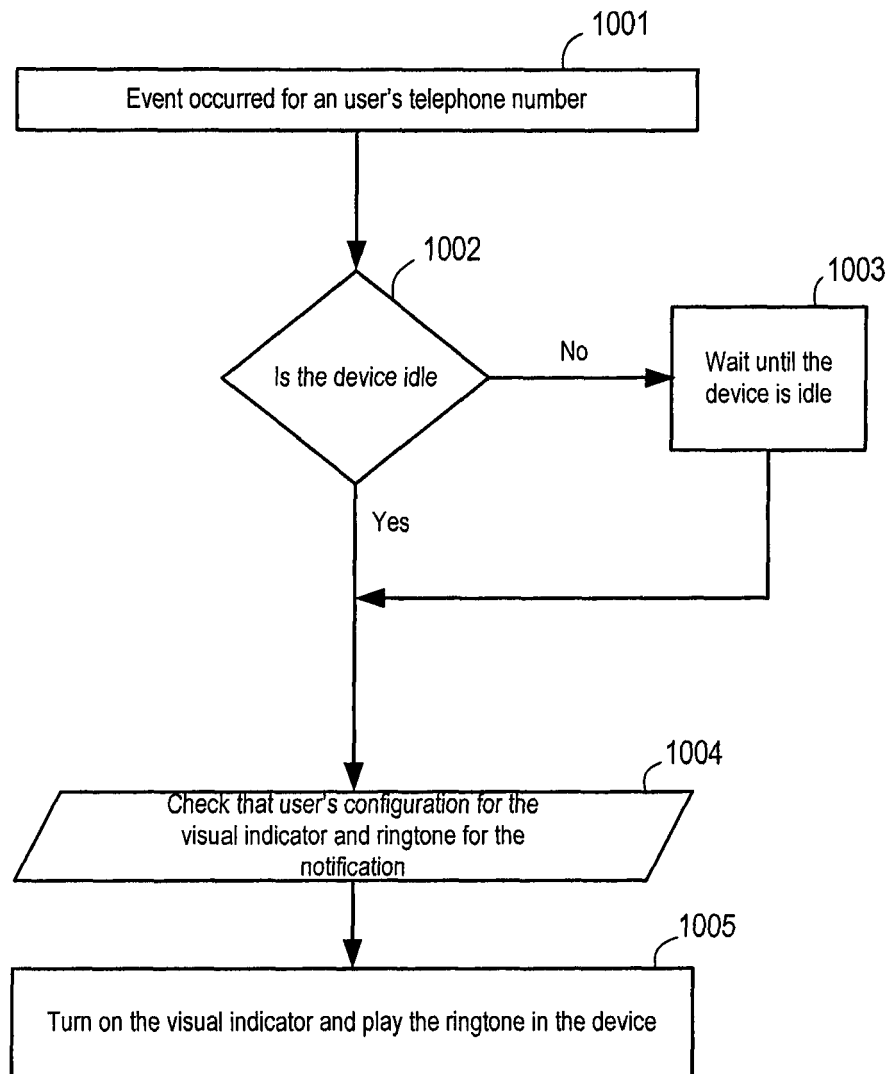 1001
Event occurred for an user's telephone number
1002
1003
Is the device idle
No
Wait until the
device is idle
Yes
1004
Check that user's configuration for the
visual indicator and ringtone for the
notification
1005
Turn on the visual indicator and play the ringtone in the device